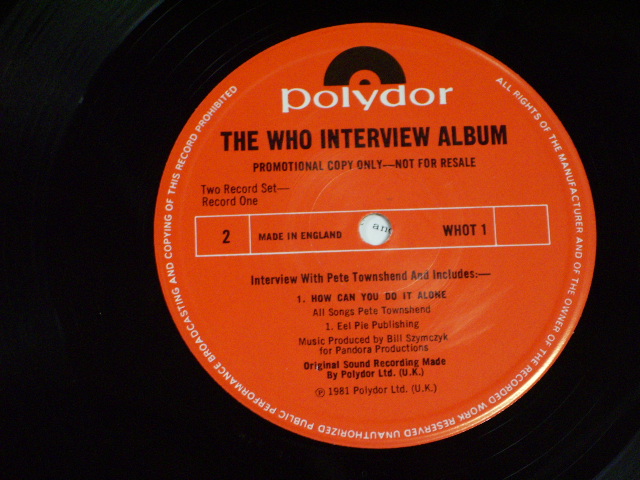 polydor
THE WHO INTERVIEW ALBUM
PROMOTIONAL COPY ONLY—NOT FOR RESALE
Two Record Set—
Record One
2
MADE IN ENGLAND
and
WHOT 1
Interview With Pete Townshend And Includes:—
1. HOW CAN YOU DO IT ALONE
All Songs Pete Townshend
1. Eel Pie Publishing
Music Produced by Bill Szymczyk
for Pandora Productions
Original Sound Recording Made
By Polydor Ltd. (U.K.)
℗ 1981 Polydor Ltd. (U.K.)
ALL RIGHTS OF THE MANUFACTURER AND OF THE OWNER OF THE RECORDED WORK RESERVED UNAUTHORIZED PUBLIC PERFORMANCE BROADCASTING AND COPYING OF THIS RECORD PROHIBITED